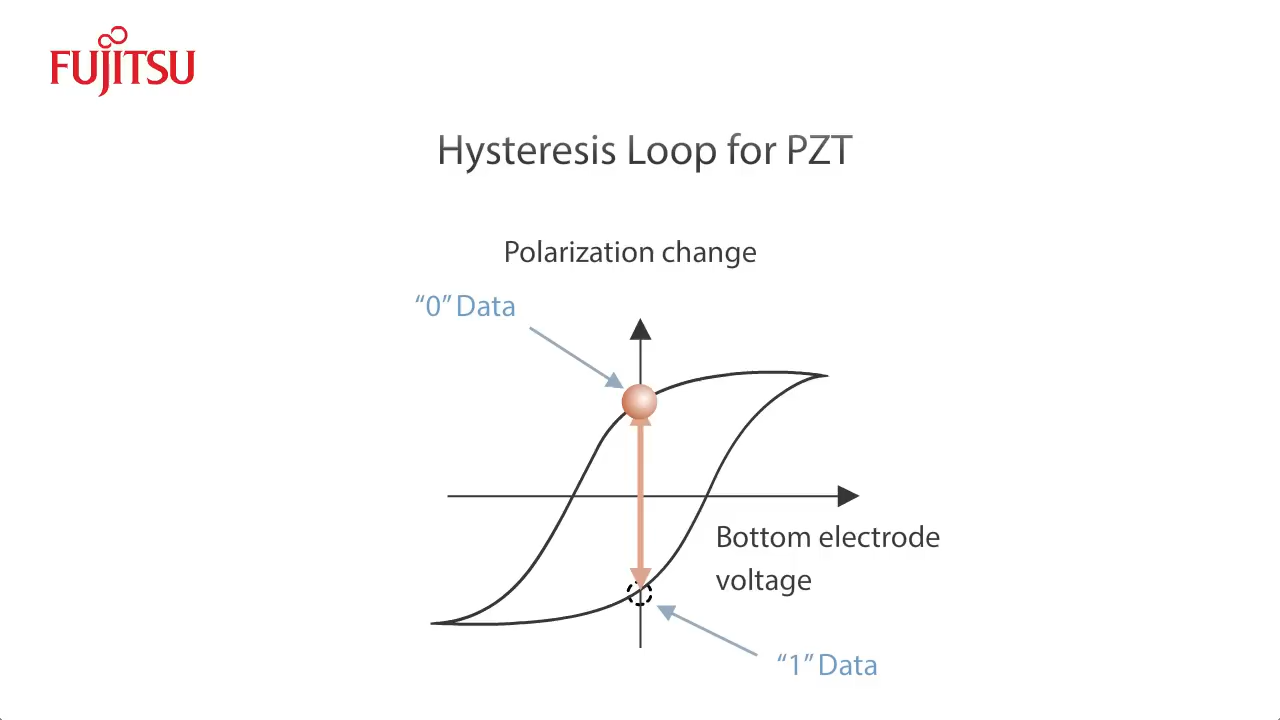 FUJITSU
Hysteresis Loop for PZT
Polarization change
“0” Data
Bottom electrode
voltage
“1” Data